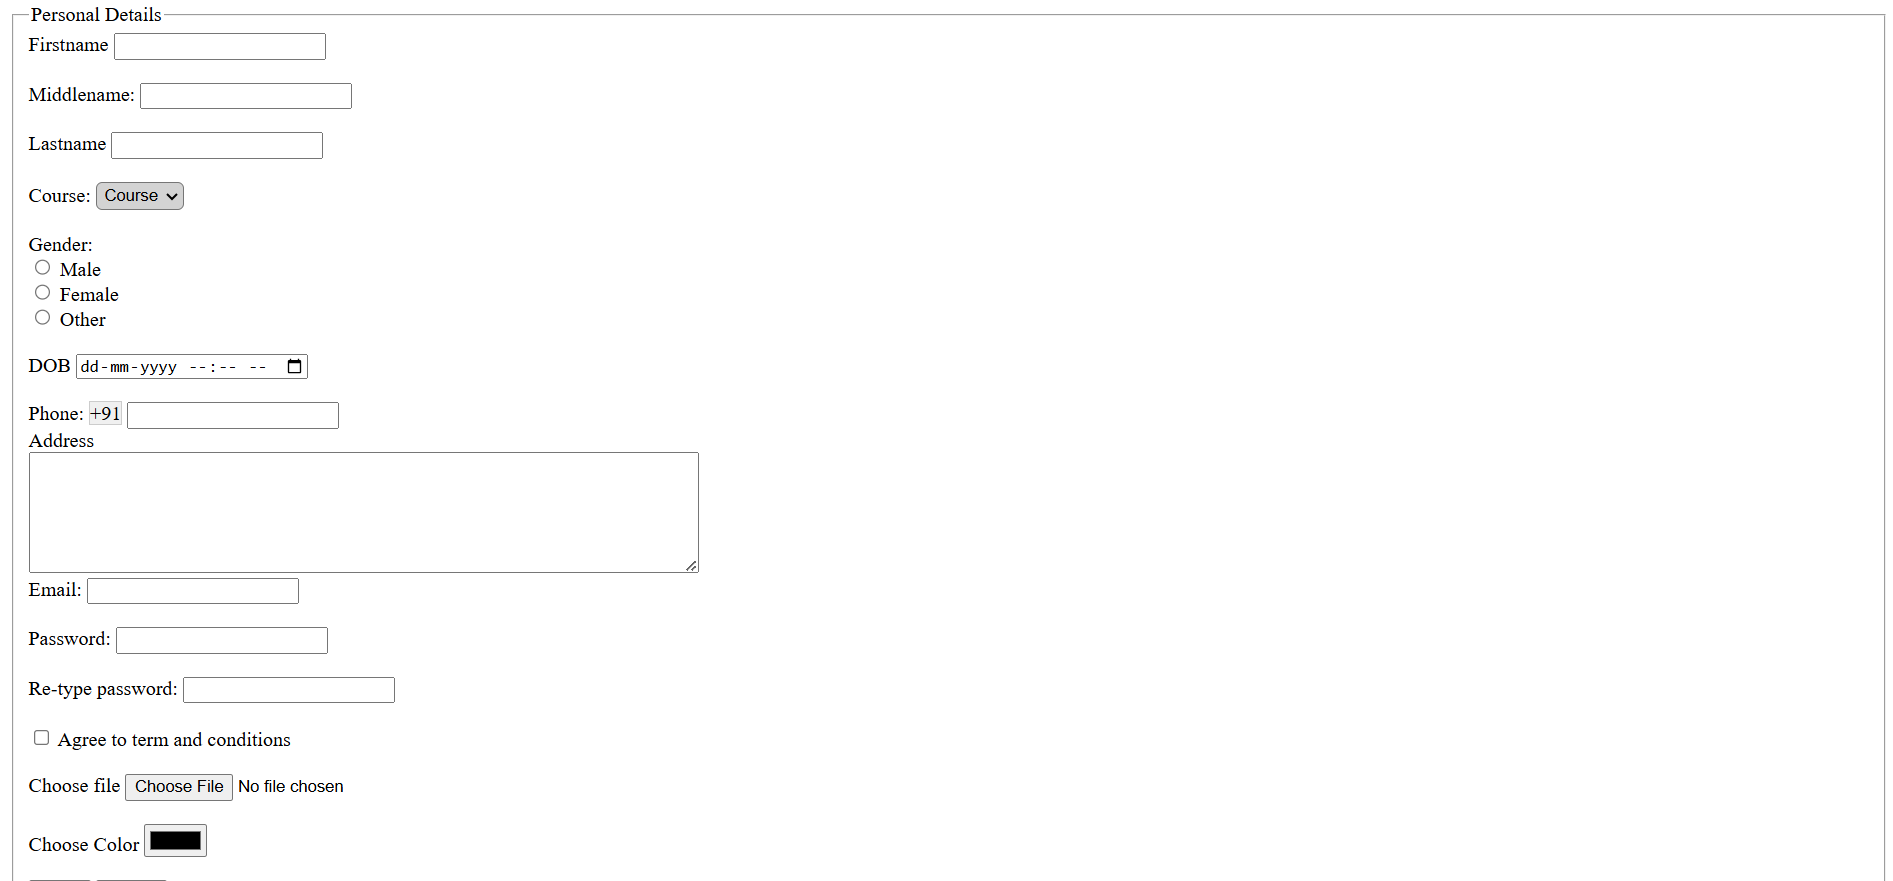 Personal Details
Firstname
Middlename:
Lastname
Course: Course
Gender:
Male
Female
Other
DOB dd-mm-yyyy --:-- --
Phone: +91
Address
Email:
Password:
Re-type password:
Agree to term and conditions
Choose file Choose File No file chosen
Choose Color